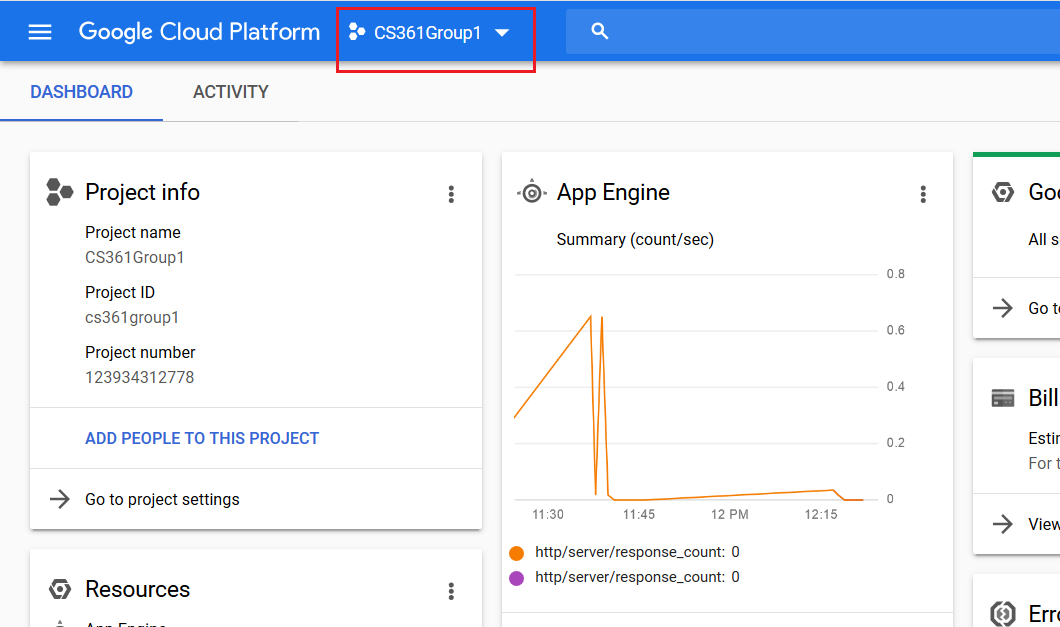 Google Cloud Platform
CS361Group1
DASHBOARD
ACTIVITY
Project info
Project name
CS361Group1
Project ID
cs361group1
Project number
123934312778
ADD PEOPLE TO THIS PROJECT
Go to project settings
Resources
App Engine
App Engine
Summary (count/sec)
0.8
0.6
0.4
0.2
0
11:30
11:45
12 PM
12:15
http/server/response_count: 0
http/server/response_count: 0
All s
Go to
Bill
For t
View